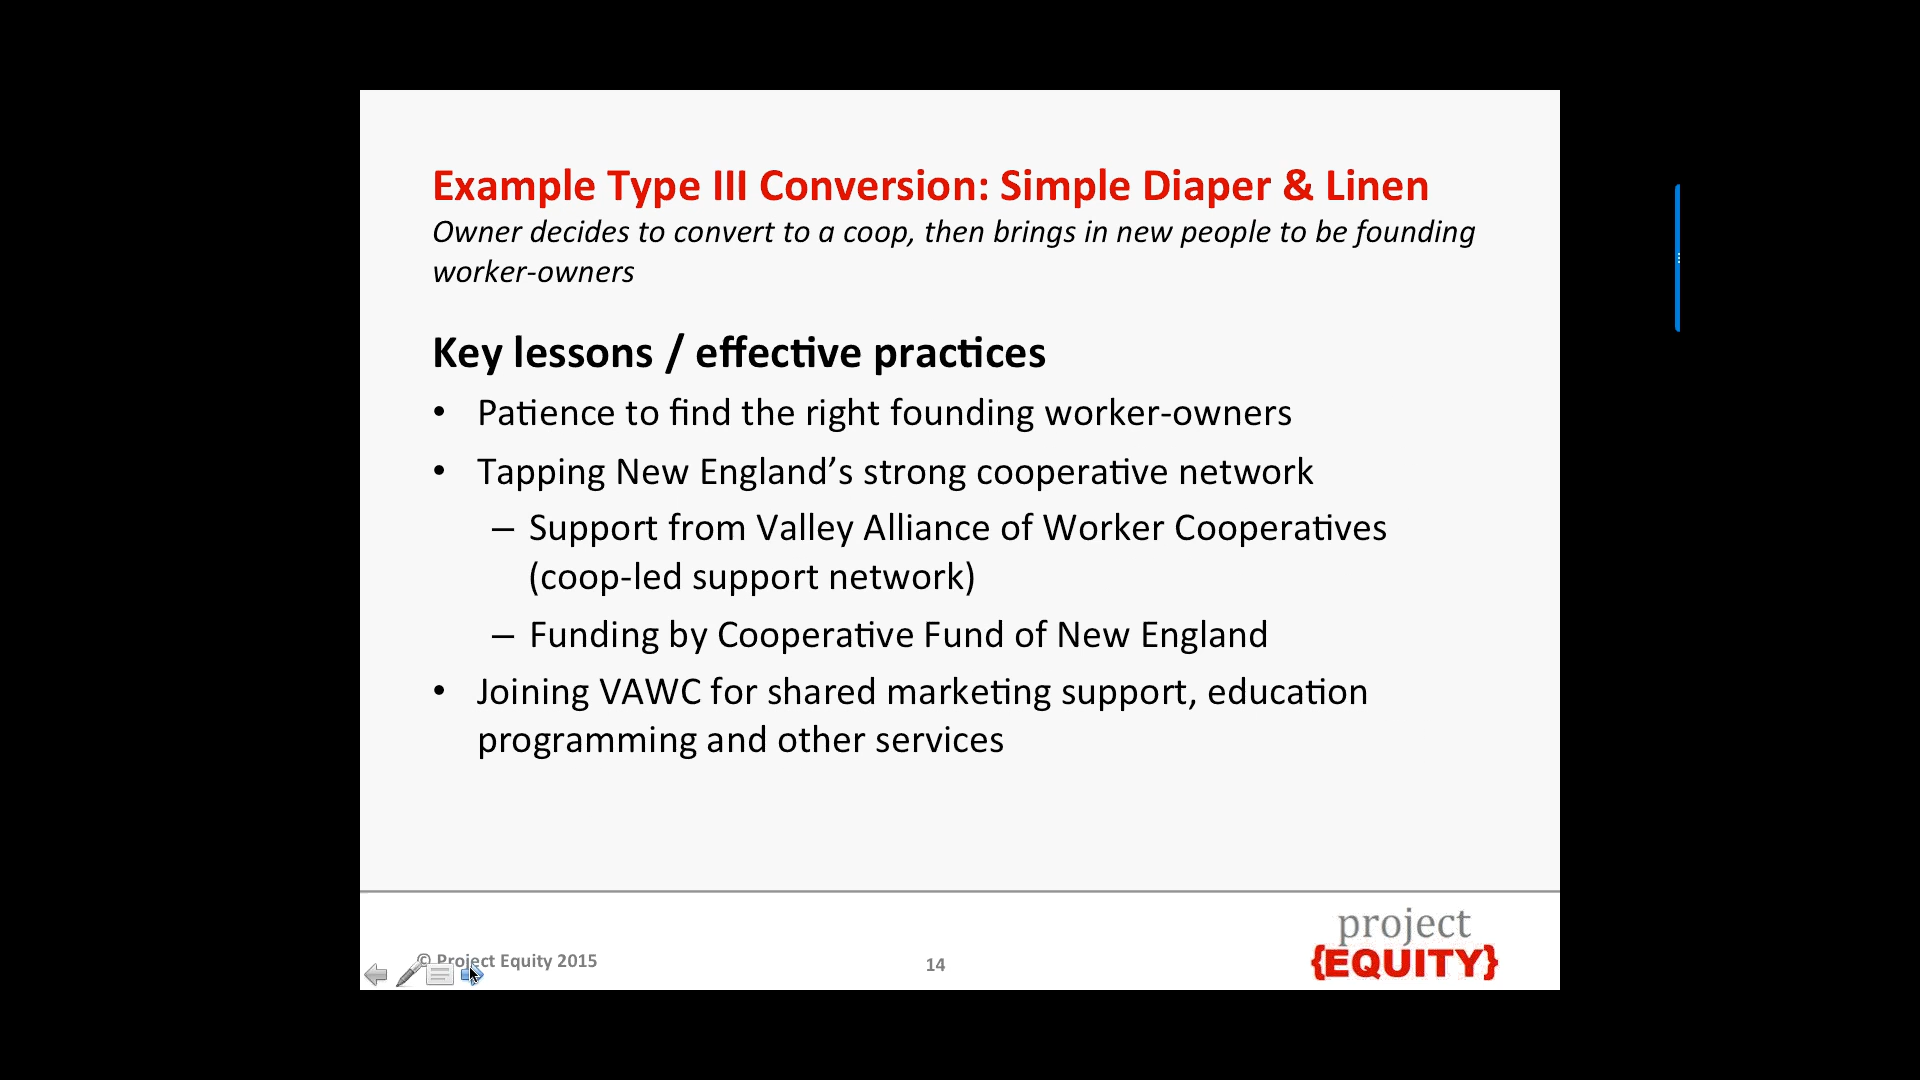 Example Type III Conversion: Simple Diaper & Linen
Owner decides to convert to a coop, then brings in new people to be founding
worker-owners
Key lessons / effective practices
• Patience to find the right founding worker-owners
• Tapping New England’s strong cooperative network
– Support from Valley Alliance of Worker Cooperatives
(coop-led support network)
– Funding by Cooperative Fund of New England
• Joining VAWC for shared marketing support, education
programming and other services
© Project Equity 2015
14
project
{EQUITY}